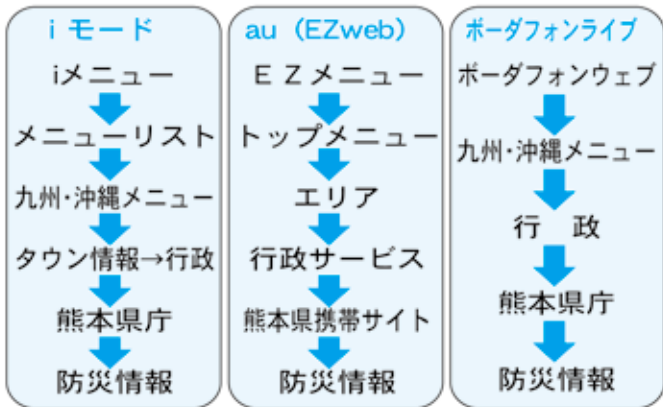 i モード
iメニュー
メニューリスト
九州・沖縄メニュー
タウン情報→行政
熊本県庁
防災情報
au（EZweb）
ＥＺメニュー
トップメニュー
エリア
行政サービス
熊本県携帯サイト
防災情報
ボーダフォンライブ
ボーダフォンウェブ
九州・沖縄メニュー
行　政
熊本県庁
防災情報